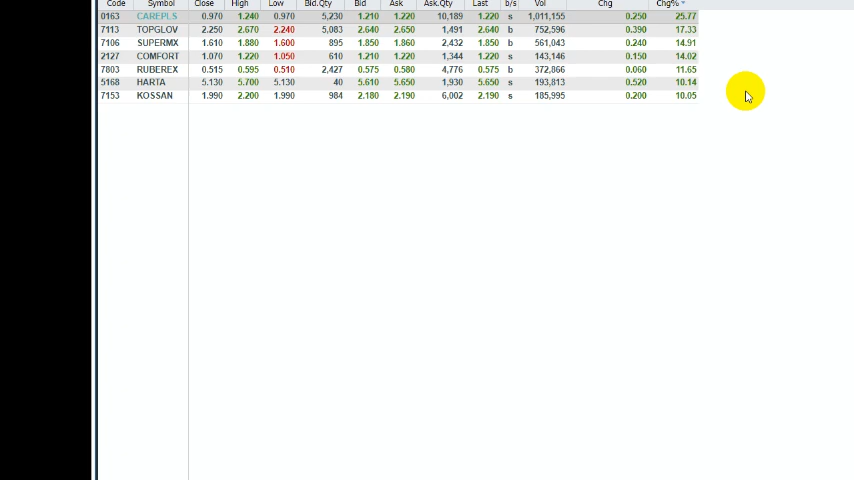 Code Symbol Close High Low Bid.Qty Bid Ask Ask.Qty Last b/s Vol Chg Chg%
0163 CAREPLS 0.970 1.240 0.970 5,230 1.210 1.220 10,189 1.220 s 1,011,155 0.250 25.77
7113 TOPGLOV 2.250 2.670 2.240 5,083 2.640 2.650 1,491 2.640 b 752,596 0.390 17.33
7106 SUPERMX 1.610 1.880 1.600 895 1.850 1.860 2,432 1.850 b 561,043 0.240 14.91
2127 COMFORT 1.070 1.220 1.050 610 1.210 1.220 1,344 1.220 s 143,146 0.150 14.02
7803 RUBEREX 0.515 0.595 0.510 2,427 0.575 0.580 4,776 0.575 b 372,866 0.060 11.65
5168 HARTA 5.130 5.700 5.130 40 5.610 5.650 1,930 5.650 s 193,813 0.520 10.14
7153 KOSSAN 1.990 2.200 1.990 984 2.180 2.190 6,002 2.190 s 185,995 0.200 10.05